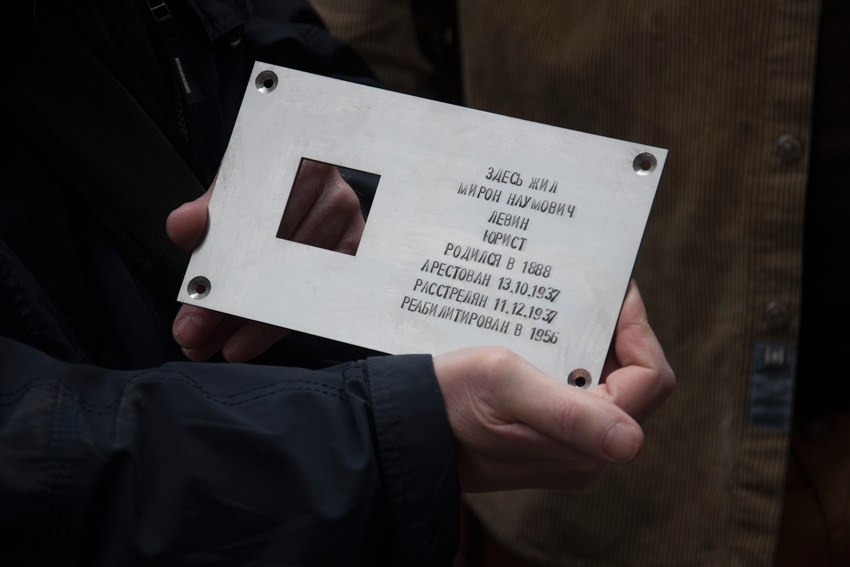 ЗДЕСЬ ЖИЛ
МИРОН НАУМОВИЧ
ЛЕВИН
ЮРИСТ
РОДИЛСЯ В 1888
АРЕСТОВАН 13.10.1937
РАССТРЕЛЯН 11.12.1937
РЕАБИЛИТИРОВАН В 1956